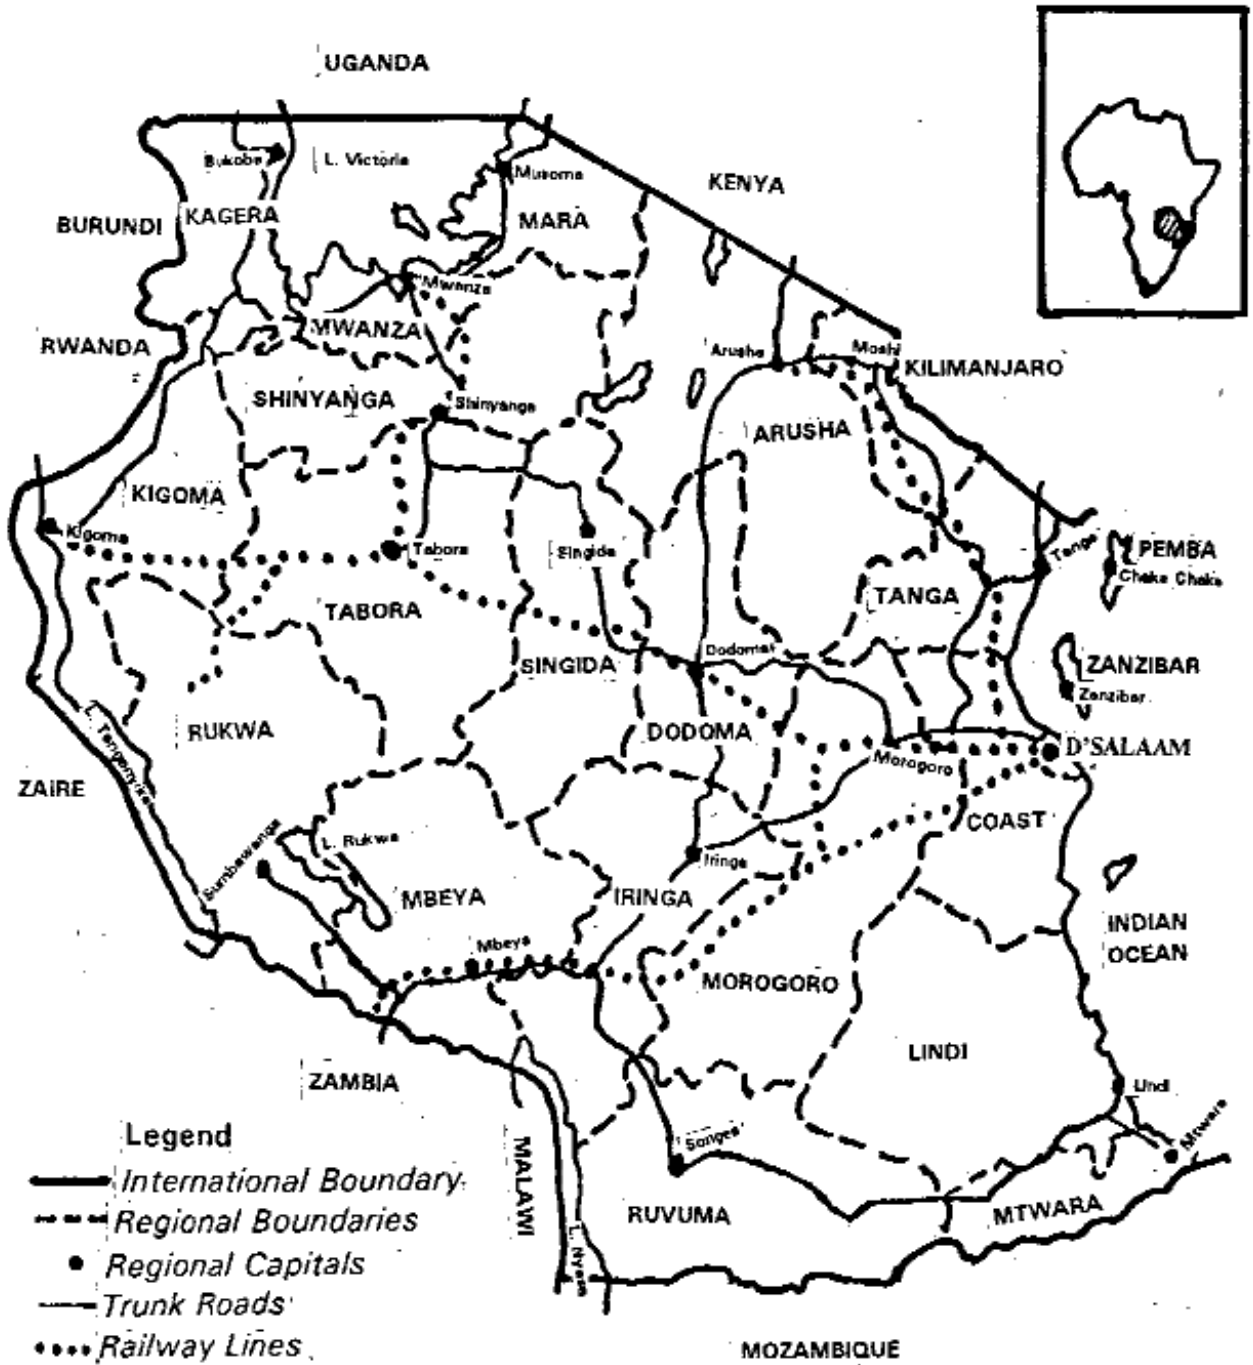 UGANDA
Bukoba
L. Victoria
Musoma
KENYA
BURUNDI
KAGERA
MARA
Mwanza
MWANZA
RWANDA
Arusha
Moshi
KILIMANJARO
SHINYANGA
Shinyanga
ARUSHA
KIGOMA
Kigoma
Tabora
Singida
Tanga
PEMBA
Chake Chake
TABORA
TANGA
SINGIDA
Dodoma
ZANZIBAR
Zanzibar
RUKWA
DODOMA
D'SALAAM
L. Tanganyika
Morogoro
ZAIRE
COAST
Sumbawanga
L. Rukwa
Iringa
MBEYA
IRINGA
INDIAN
OCEAN
Mbeya
MOROGORO
LINDI
ZAMBIA
Lindi
Mtwara
Songea
MALAWI
RUVUMA
MTWARA
L. Nyasa
MOZAMBIQUE
Legend
International Boundary
Regional Boundaries
Regional Capitals
Trunk Roads
Railway Lines